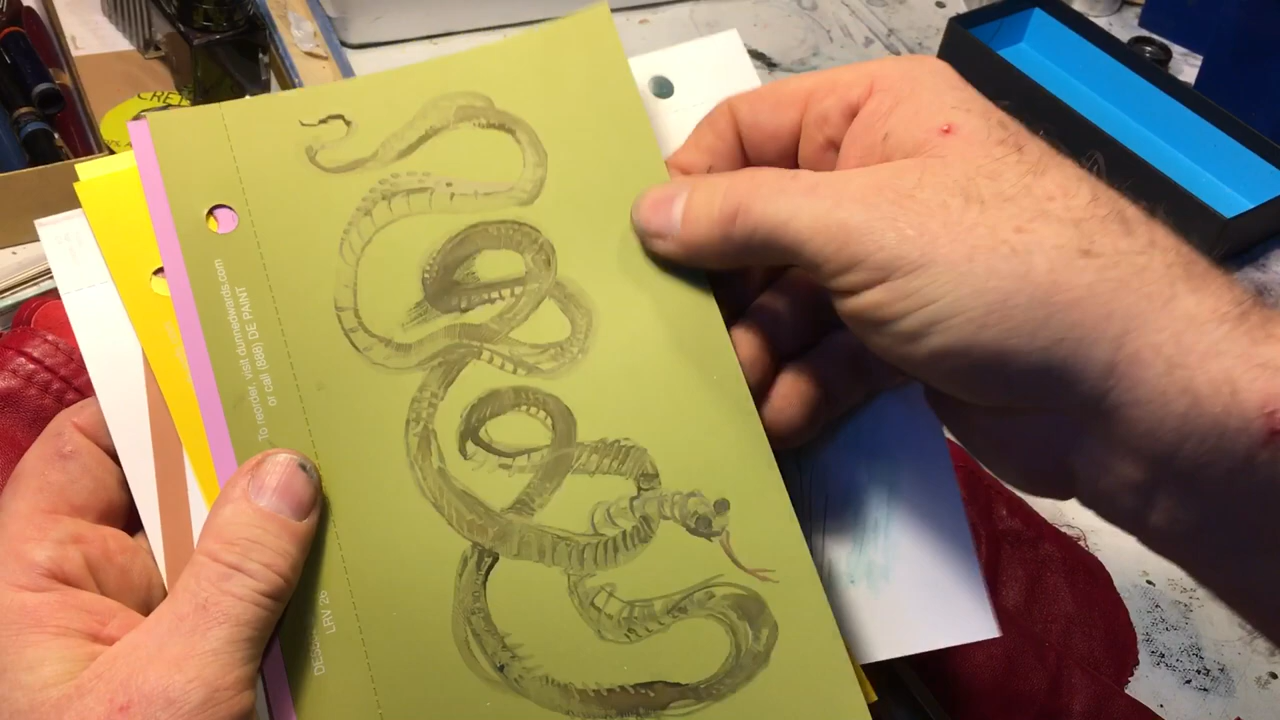 To reorder, visit dunnedwards.com
or call (888) DE PAINT
LRV 26